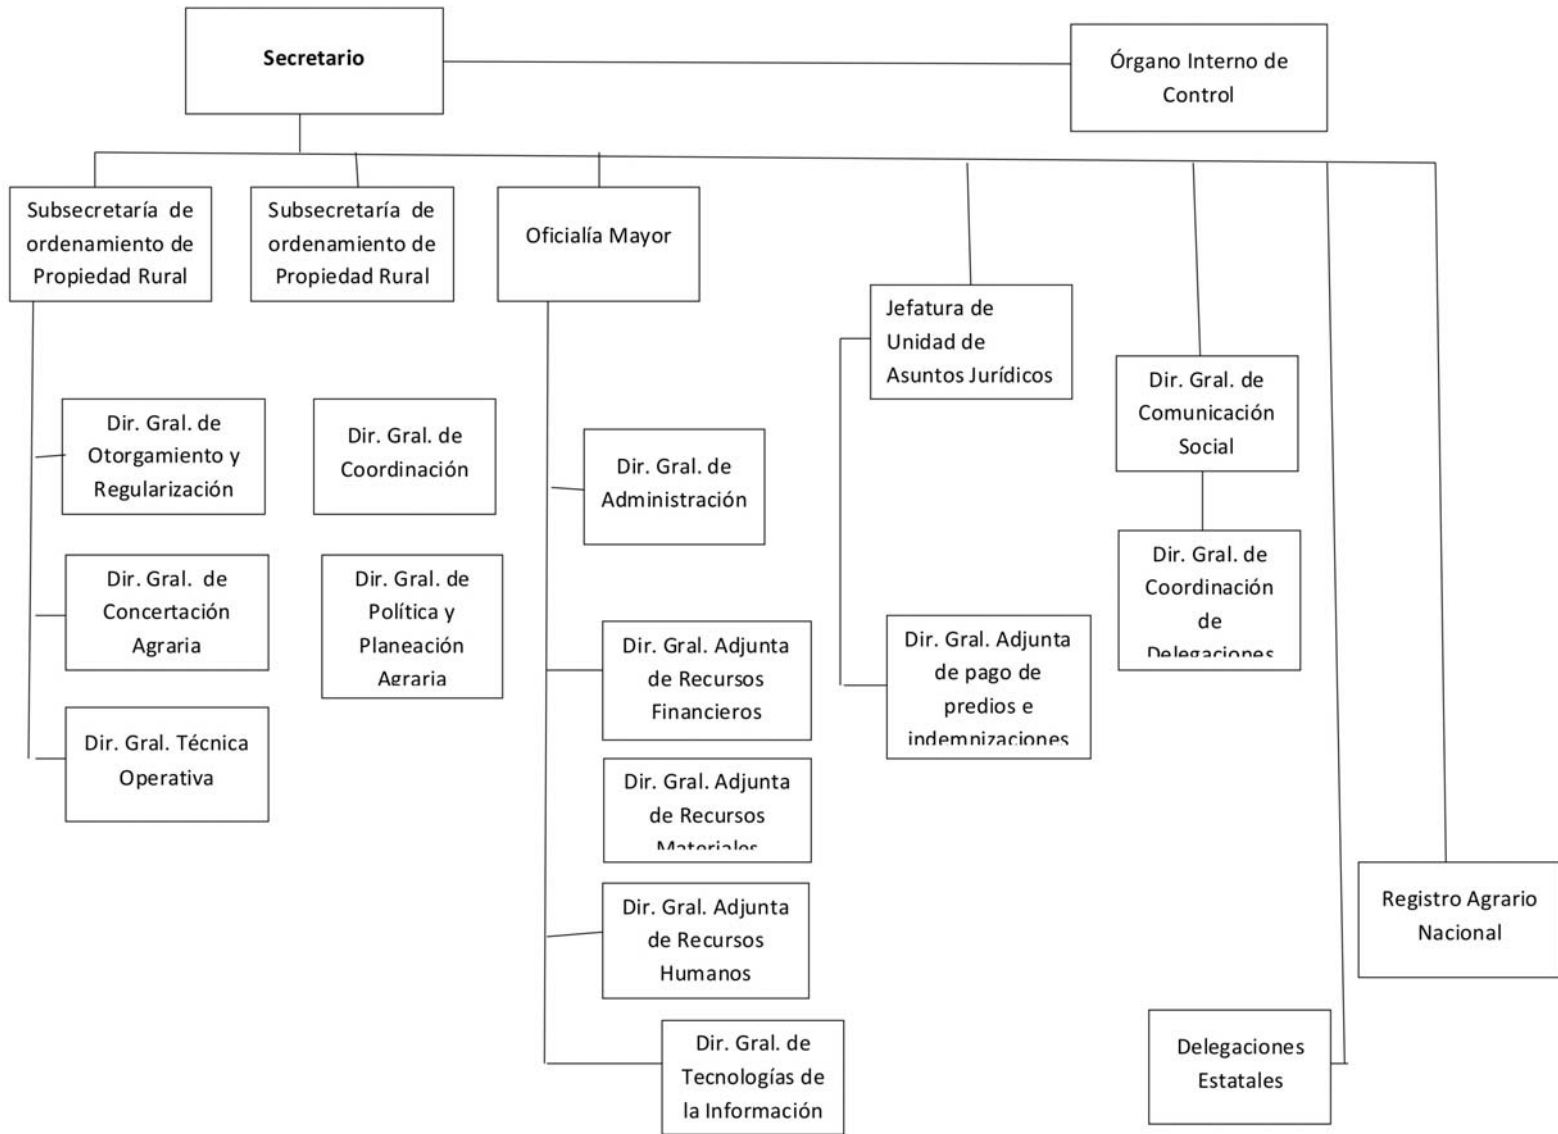 Secretario
Órgano Interno de
Control
Subsecretaría de
ordenamiento de
Propiedad Rural
Subsecretaría de
ordenamiento de
Propiedad Rural
Oficialía Mayor
Jefatura de
Unidad de
Asuntos Jurídicos
Dir. Gral. de
Comunicación
Social
Dir. Gral. de
Otorgamiento y
Regularización
Dir. Gral. de
Coordinación
Dir. Gral. de
Administración
Dir. Gral. de
Coordinación
de
Delegaciones
Dir. Gral. de
Concertación
Agraria
Dir. Gral. de
Política y
Planeación
Agraria
Dir. Gral. Adjunta
de Recursos
Financieros
Dir. Gral. Adjunta
de pago de
predios e
indemnizaciones
Dir. Gral. Técnica
Operativa
Dir. Gral. Adjunta
de Recursos
Materiales
Dir. Gral. Adjunta
de Recursos
Humanos
Registro Agrario
Nacional
Dir. Gral. de
Tecnologías de
la Información
Delegaciones
Estatales